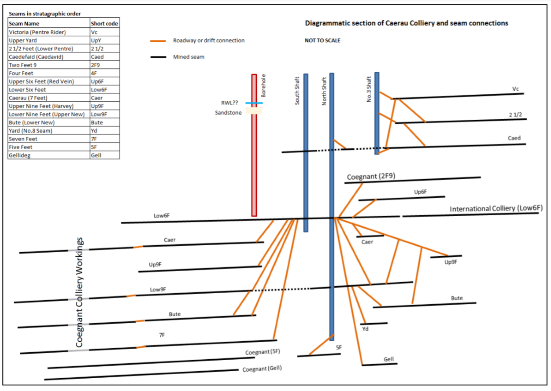 Seams in stratagraphic order
Seam Name Short code
Victoria (Pentre Rider) Vc
Upper Yard UpY
2 1/2 Feet (Lower Pentre) 2 1/2
Caedefaid (Caedarid) Caed
Two Feet 9 2F9
Four Feet 4F
Upper Six Feet (Red Vein) Up6F
Lower Six Feet Low6F
Caerau (7 Feet) Caer
Upper Nine Feet (Harvey) Up9F
Lower Nine Feet (Upper New) Low9F
Bute (Lower New) Bute
Yard (No.8 Seam) Yd
Seven Feet 7F
Five Feet 5F
Gellideg Gell
Diagrammatic section of Caerau Colliery and seam connections
Roadway or drift connection
NOT TO SCALE
Mined seam
Borehole
South Shaft
North Shaft
No.3 Shaft
RWL??
Sandstone
Vc
2 1/2
Caed
Coegnant (2F9)
Up6F
International Colliery (Low6F)
Low6F
Caer
Caer
Up9F
Up9F
Low9F
Bute
Bute
Yd
7F
5F
Gell
Coegnant (5F)
Coegnant (Gell)
Coegnant Colliery Workings